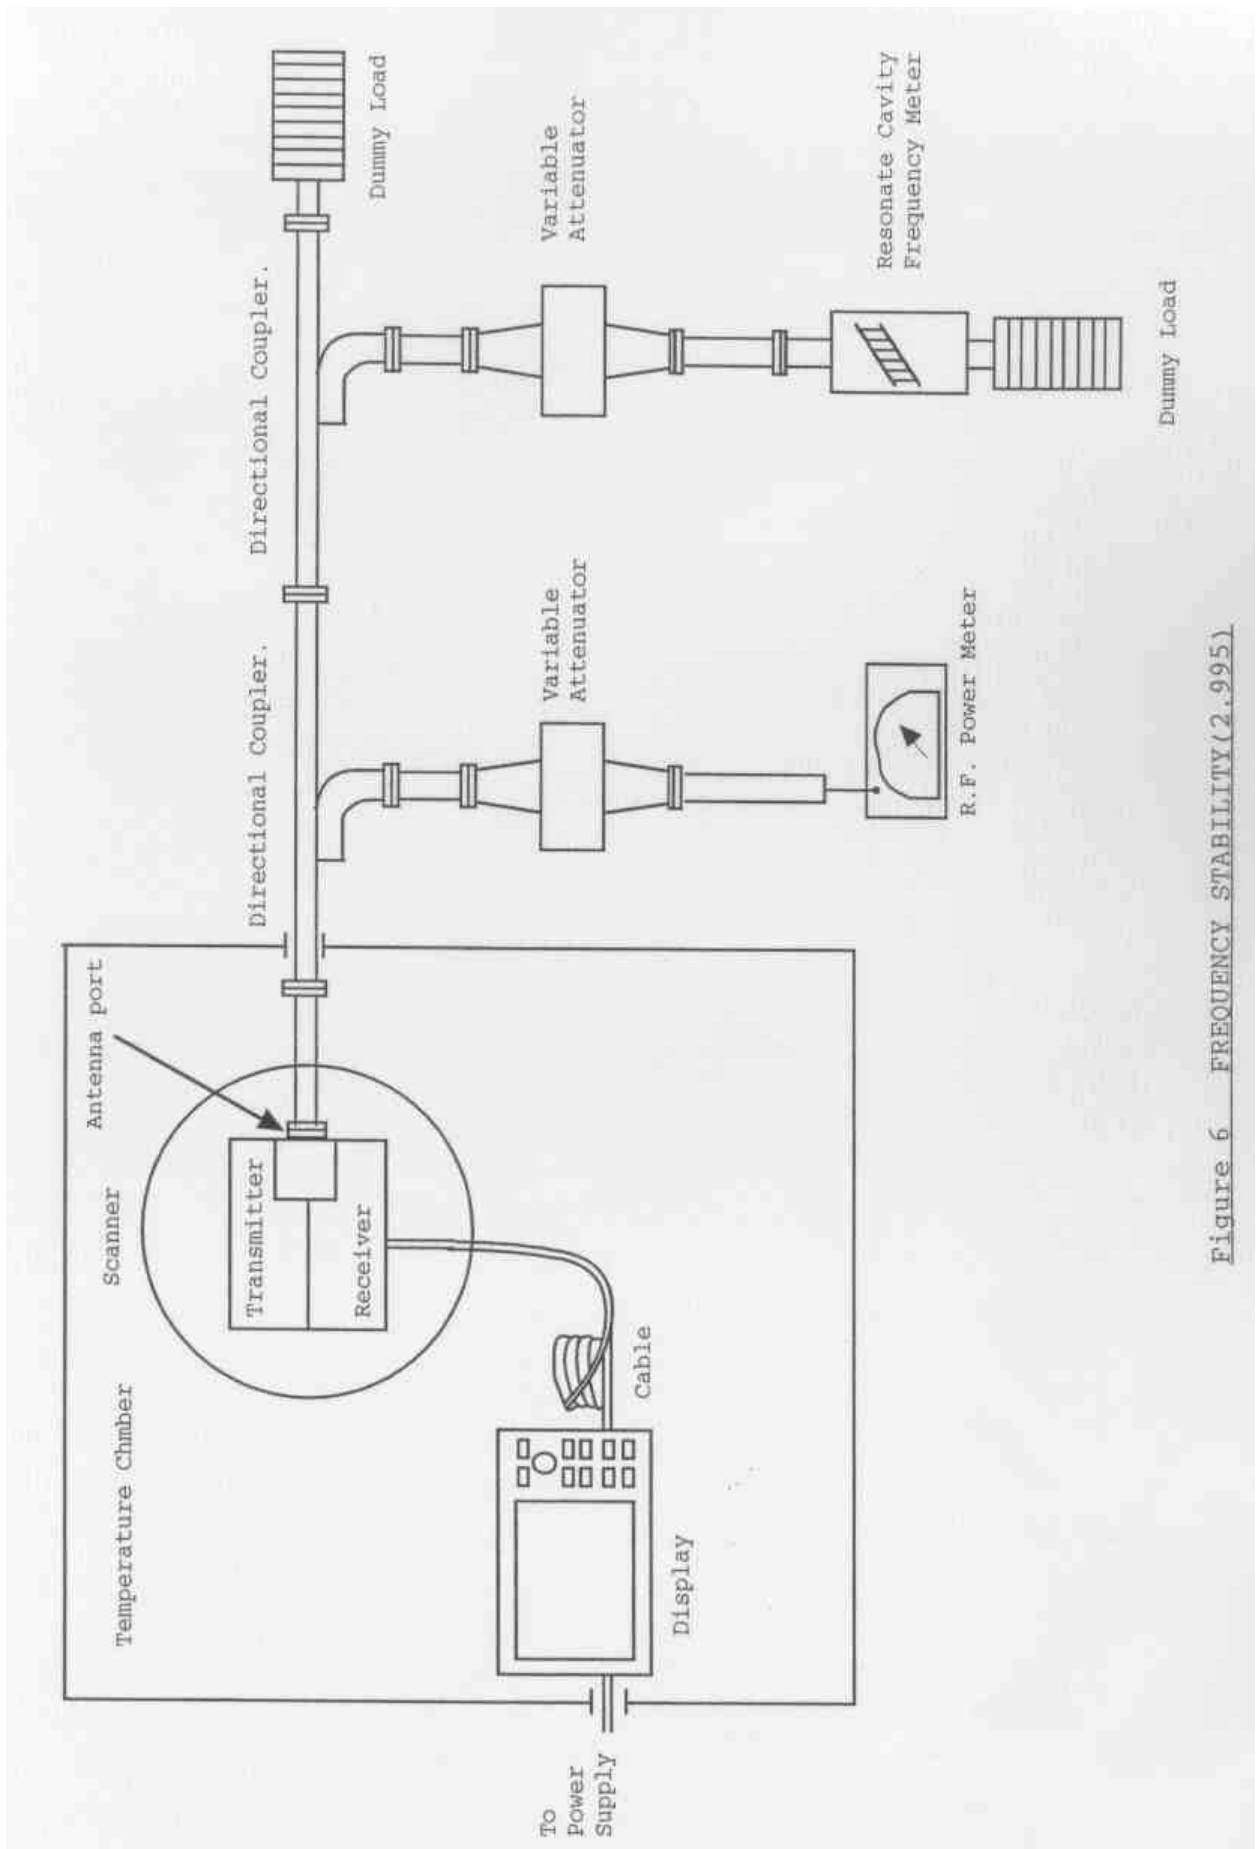 Temperature Chmber
Scanner
Antenna port
Transmitter
Receiver
Cable
Display
To
Power
Supply
Directional Coupler.
Directional Coupler.
Dummy Load
Variable
Attenuator
Variable
Attenuator
R.F. Power Meter
Resonate Cavity
Frequency Meter
Dummy Load
Figure 6 FREQUENCY STABILITY(2.995)